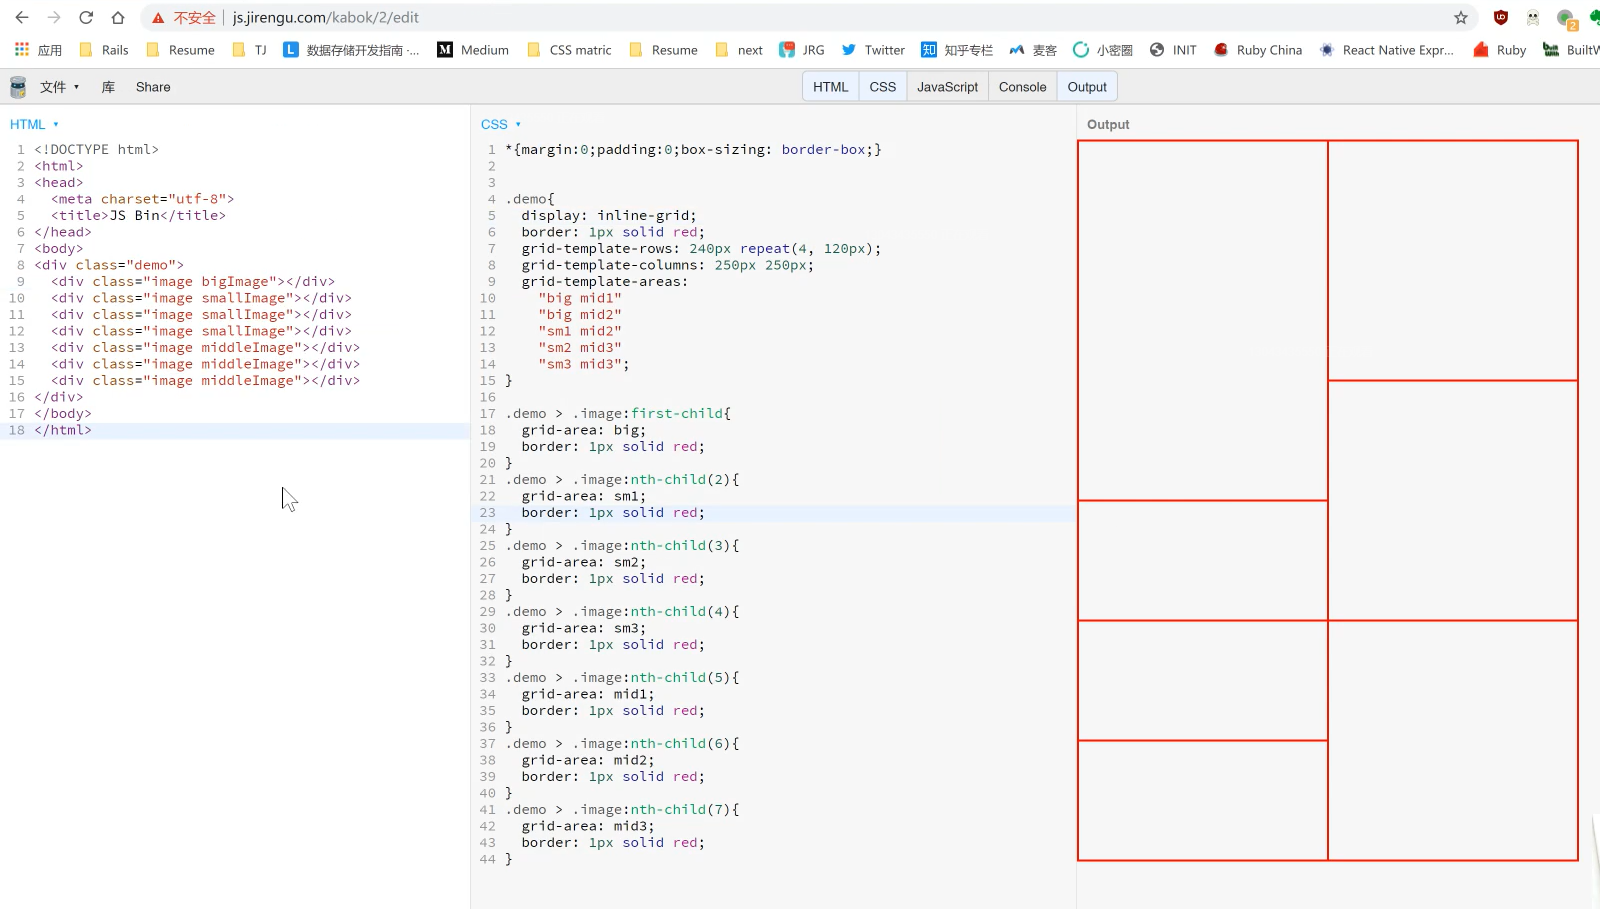 不安全 js.jirengu.com/kabok/2/edit
应用 Rails Resume TJ 数据存储开发指南 ·... Medium CSS matric Resume next JRG Twitter 知乎专栏 麦客 小密圈 INIT Ruby China React Native Expr... Ruby BuiltW
文件 库 Share HTML CSS JavaScript Console Output
HTML
1 <!DOCTYPE html>
2 <html>
3 <head>
4 <meta charset="utf-8">
5 <title>JS Bin</title>
6 </head>
7 <body>
8 <div class="demo">
9 <div class="image bigImage"></div>
10 <div class="image smallImage"></div>
11 <div class="image smallImage"></div>
12 <div class="image smallImage"></div>
13 <div class="image middleImage"></div>
14 <div class="image middleImage"></div>
15 <div class="image middleImage"></div>
16 </div>
17 </body>
18 </html>
CSS
1 *{margin:0;padding:0;box-sizing: border-box;}
2
3
4 .demo{
5 display: inline-grid;
6 border: 1px solid red;
7 grid-template-rows: 240px repeat(4, 120px);
8 grid-template-columns: 250px 250px;
9 grid-template-areas:
10 "big mid1"
11 "big mid2"
12 "sm1 mid2"
13 "sm2 mid3"
14 "sm3 mid3";
15 }
16
17 .demo > .image:first-child{
18 grid-area: big;
19 border: 1px solid red;
20 }
21 .demo > .image:nth-child(2){
22 grid-area: sm1;
23 border: 1px solid red;
24 }
25 .demo > .image:nth-child(3){
26 grid-area: sm2;
27 border: 1px solid red;
28 }
29 .demo > .image:nth-child(4){
30 grid-area: sm3;
31 border: 1px solid red;
32 }
33 .demo > .image:nth-child(5){
34 grid-area: mid1;
35 border: 1px solid red;
36 }
37 .demo > .image:nth-child(6){
38 grid-area: mid2;
39 border: 1px solid red;
40 }
41 .demo > .image:nth-child(7){
42 grid-area: mid3;
43 border: 1px solid red;
44 }
Output